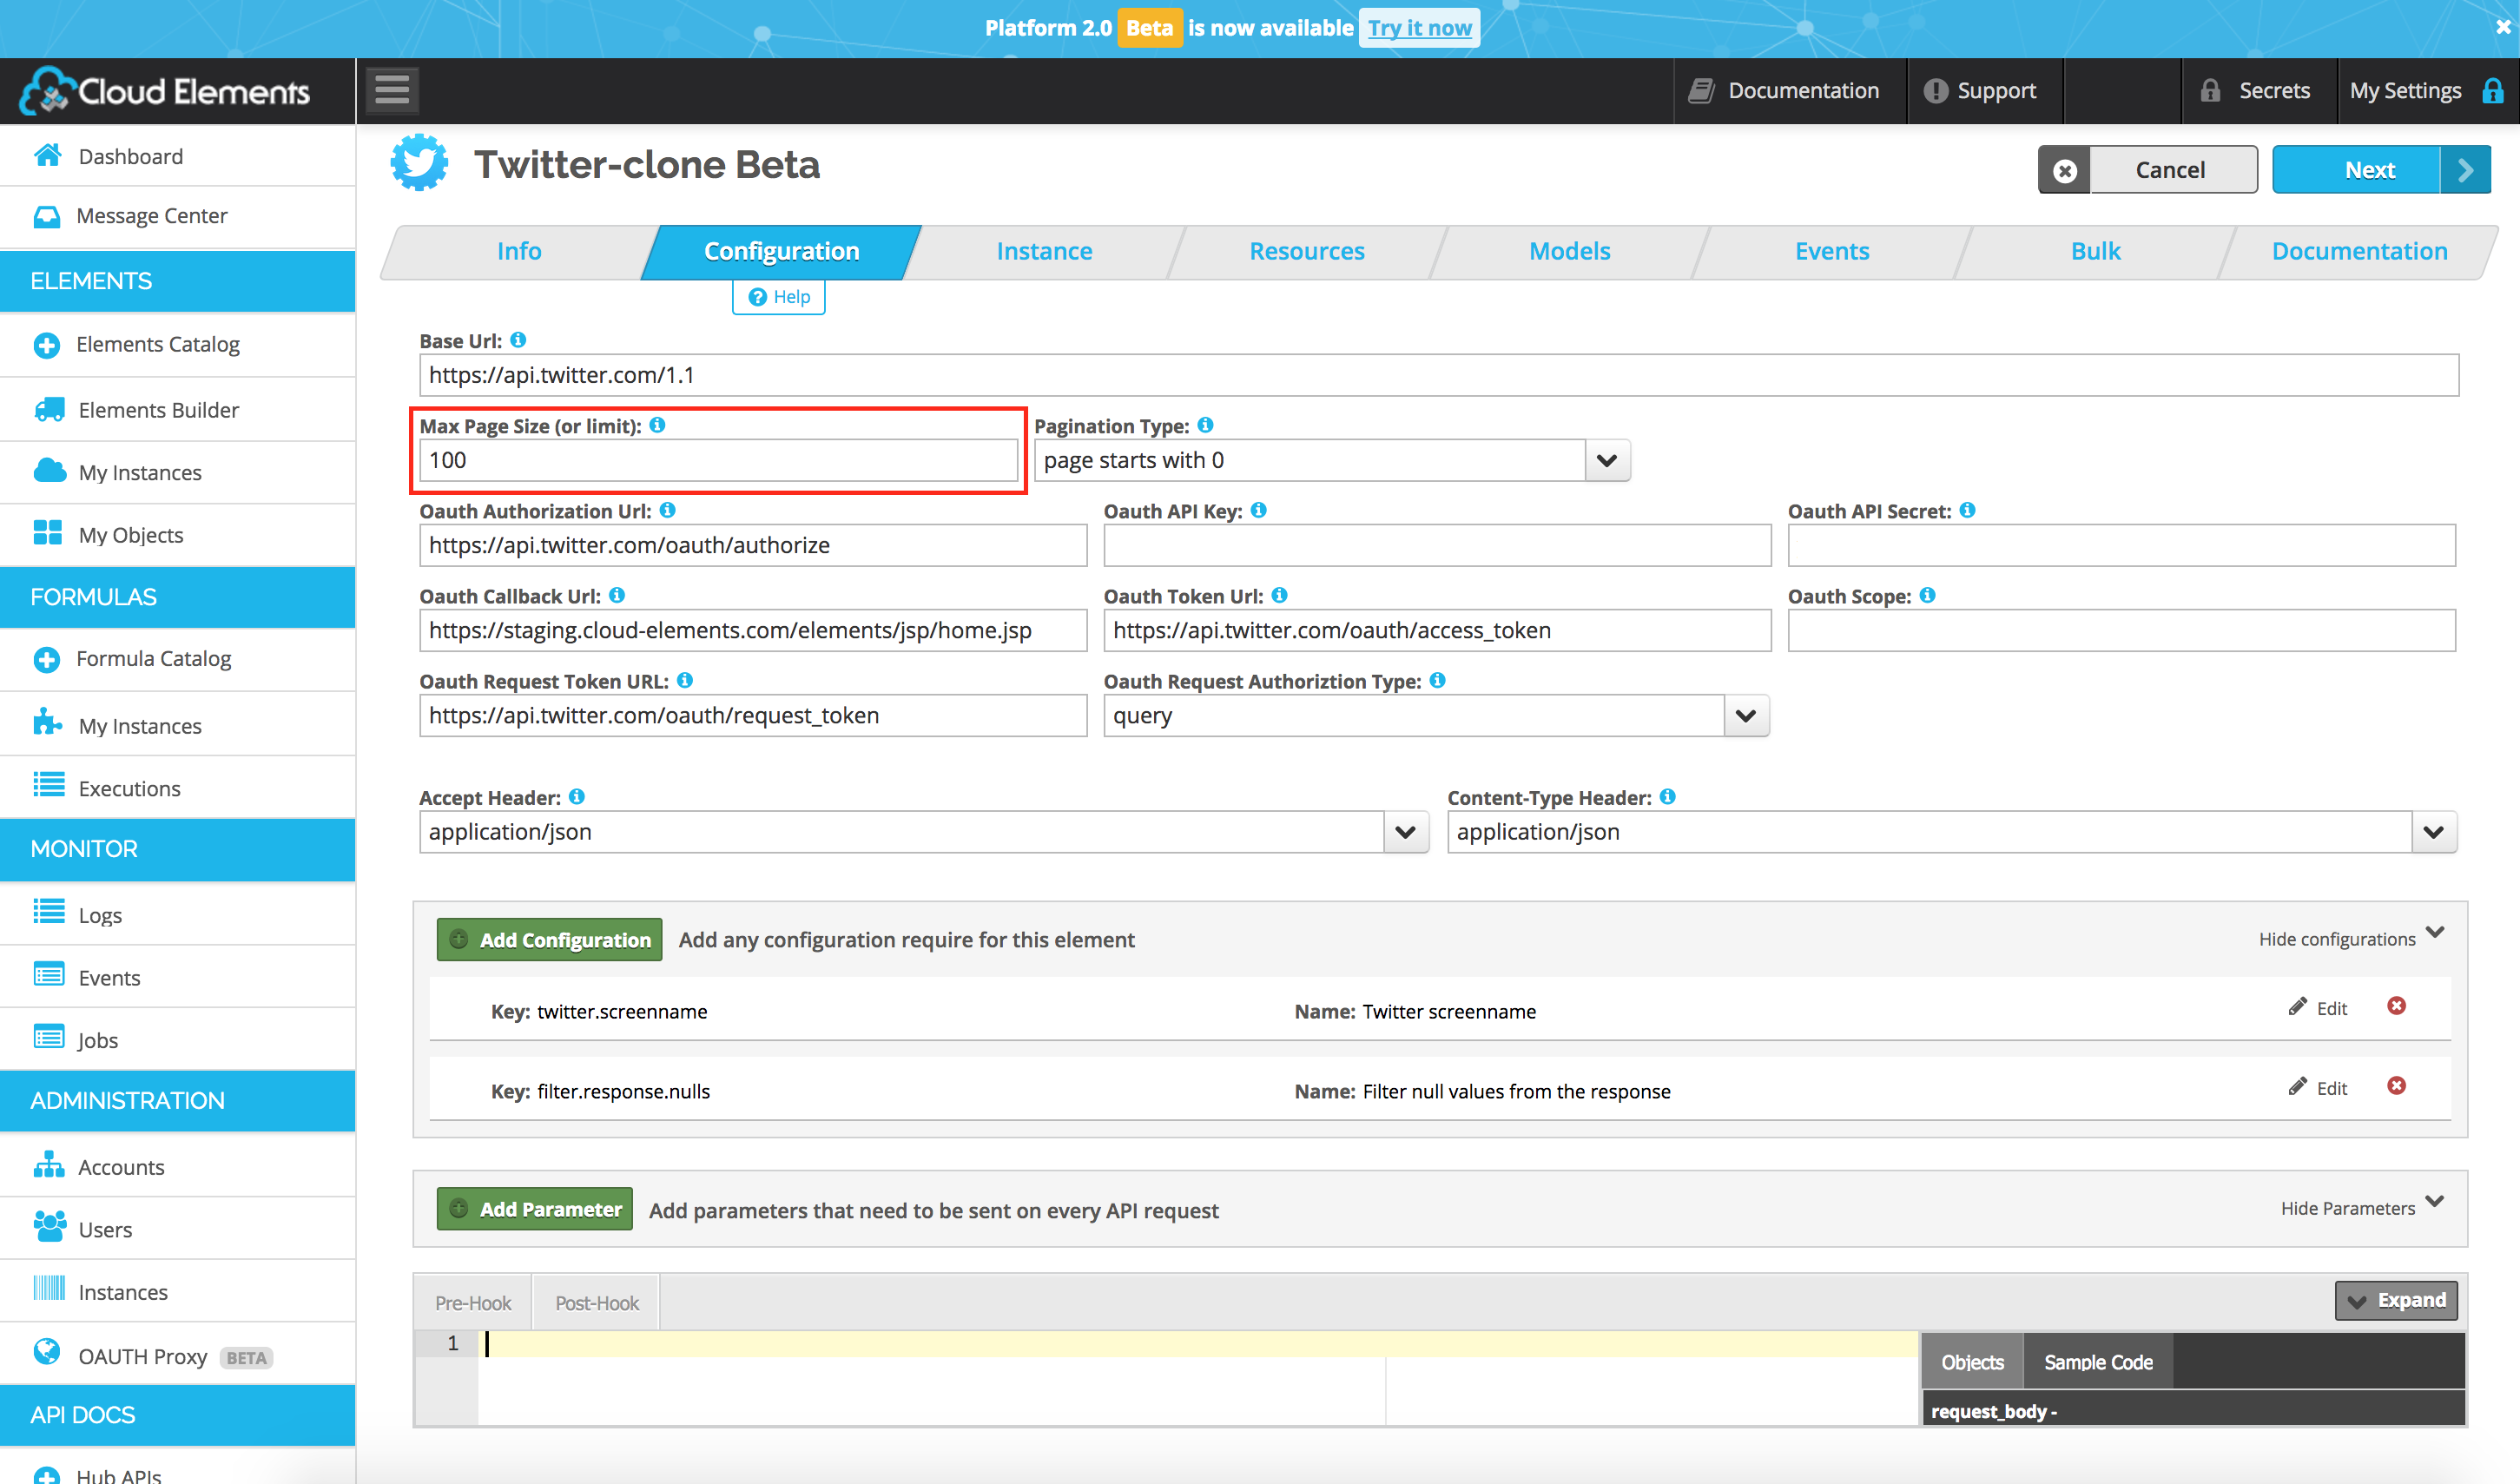 Platform 2.0 Beta is now available Try it now
Cloud Elements
Documentation
Support
Secrets
My Settings
Dashboard
Message Center
ELEMENTS
Elements Catalog
Elements Builder
My Instances
My Objects
FORMULAS
Formula Catalog
My Instances
Executions
MONITOR
Logs
Events
Jobs
ADMINISTRATION
Accounts
Users
Instances
OAUTH Proxy BETA
API DOCS
Hub APIs
Twitter-clone Beta
Cancel
Next
Info
Configuration
Instance
Resources
Models
Events
Bulk
Documentation
Help
Base Url:
https://api.twitter.com/1.1
Max Page Size (or limit):
100
Pagination Type:
page starts with 0
Oauth Authorization Url:
https://api.twitter.com/oauth/authorize
Oauth API Key:
Oauth API Secret:
Oauth Callback Url:
https://staging.cloud-elements.com/elements/jsp/home.jsp
Oauth Token Url:
https://api.twitter.com/oauth/access_token
Oauth Scope:
Oauth Request Token URL:
https://api.twitter.com/oauth/request_token
Oauth Request Authoriztion Type:
query
Accept Header:
application/json
Content-Type Header:
application/json
Add Configuration
Add any configuration require for this element
Hide configurations
Key: twitter.screenname
Name: Twitter screenname
Edit
Key: filter.response.nulls
Name: Filter null values from the response
Edit
Add Parameter
Add parameters that need to be sent on every API request
Hide Parameters
Pre-Hook
Post-Hook
Expand
1
Objects
Sample Code
request_body -